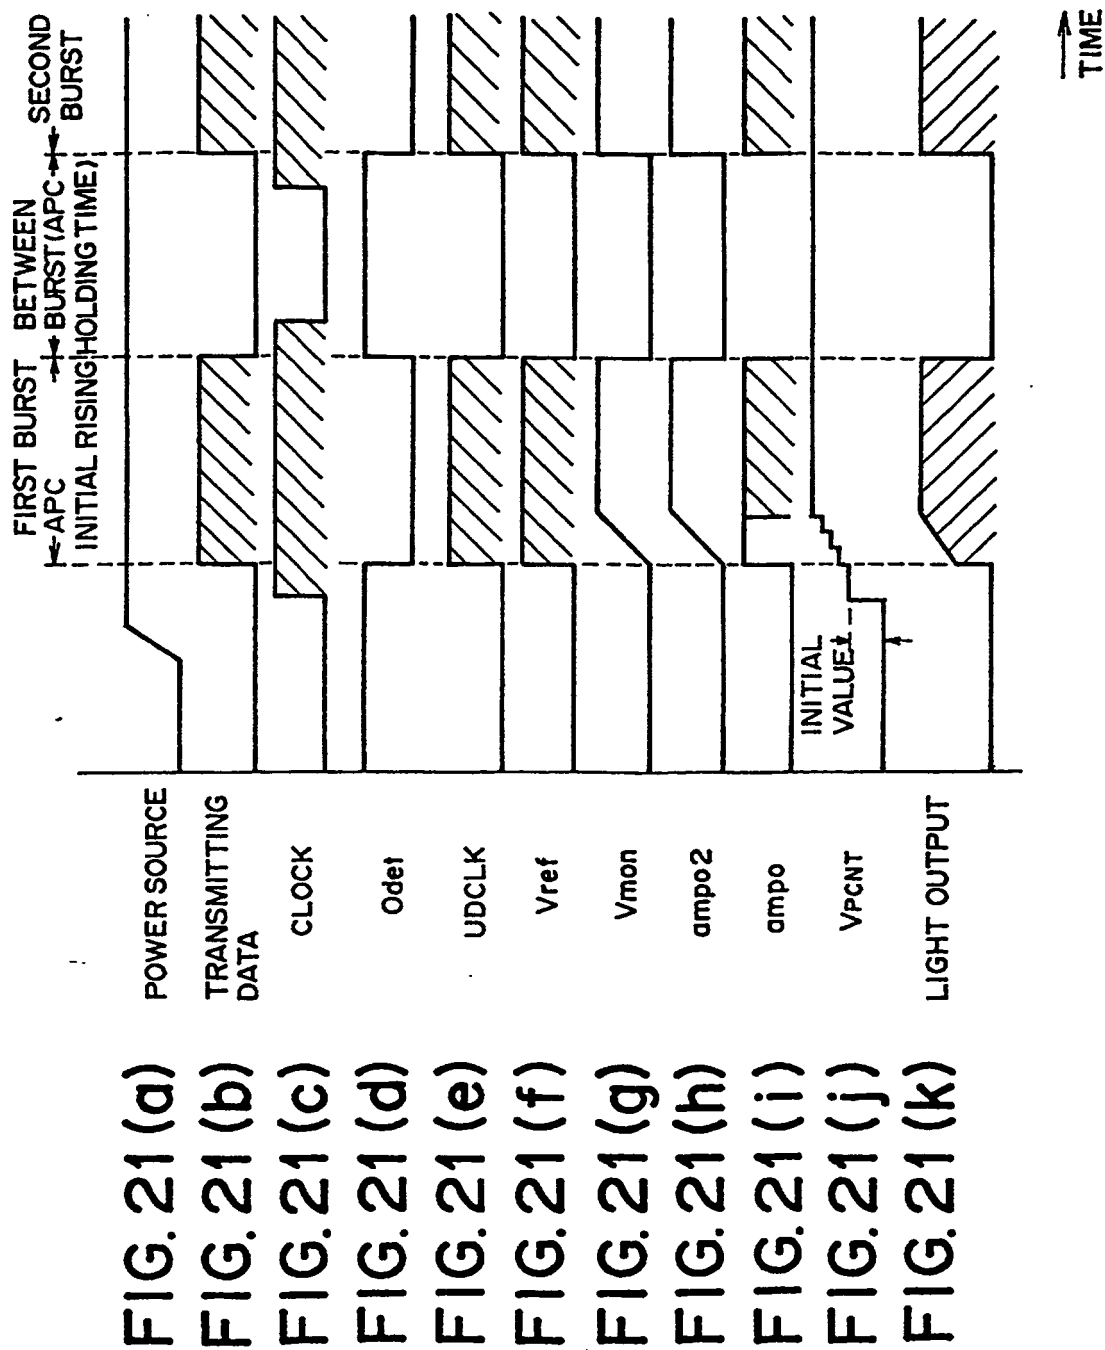 FIRST BURST
APC
INITIAL RISING
BETWEEN
BURST(APC
HOLDING TIME)
SECOND
BURST
FIG. 21 (a)
POWER SOURCE
FIG. 21 (b)
TRANSMITTING
DATA
FIG. 21 (c)
CLOCK
FIG. 21 (d)
Odet
FIG. 21 (e)
UDCLK
FIG. 21 (f)
Vref
FIG. 21 (g)
Vmon
FIG. 21 (h)
ampo2
FIG. 21 (i)
ampo
FIG. 21 (j)
VPCNT
INITIAL
VALUE
FIG. 21 (k)
LIGHT OUTPUT
TIME